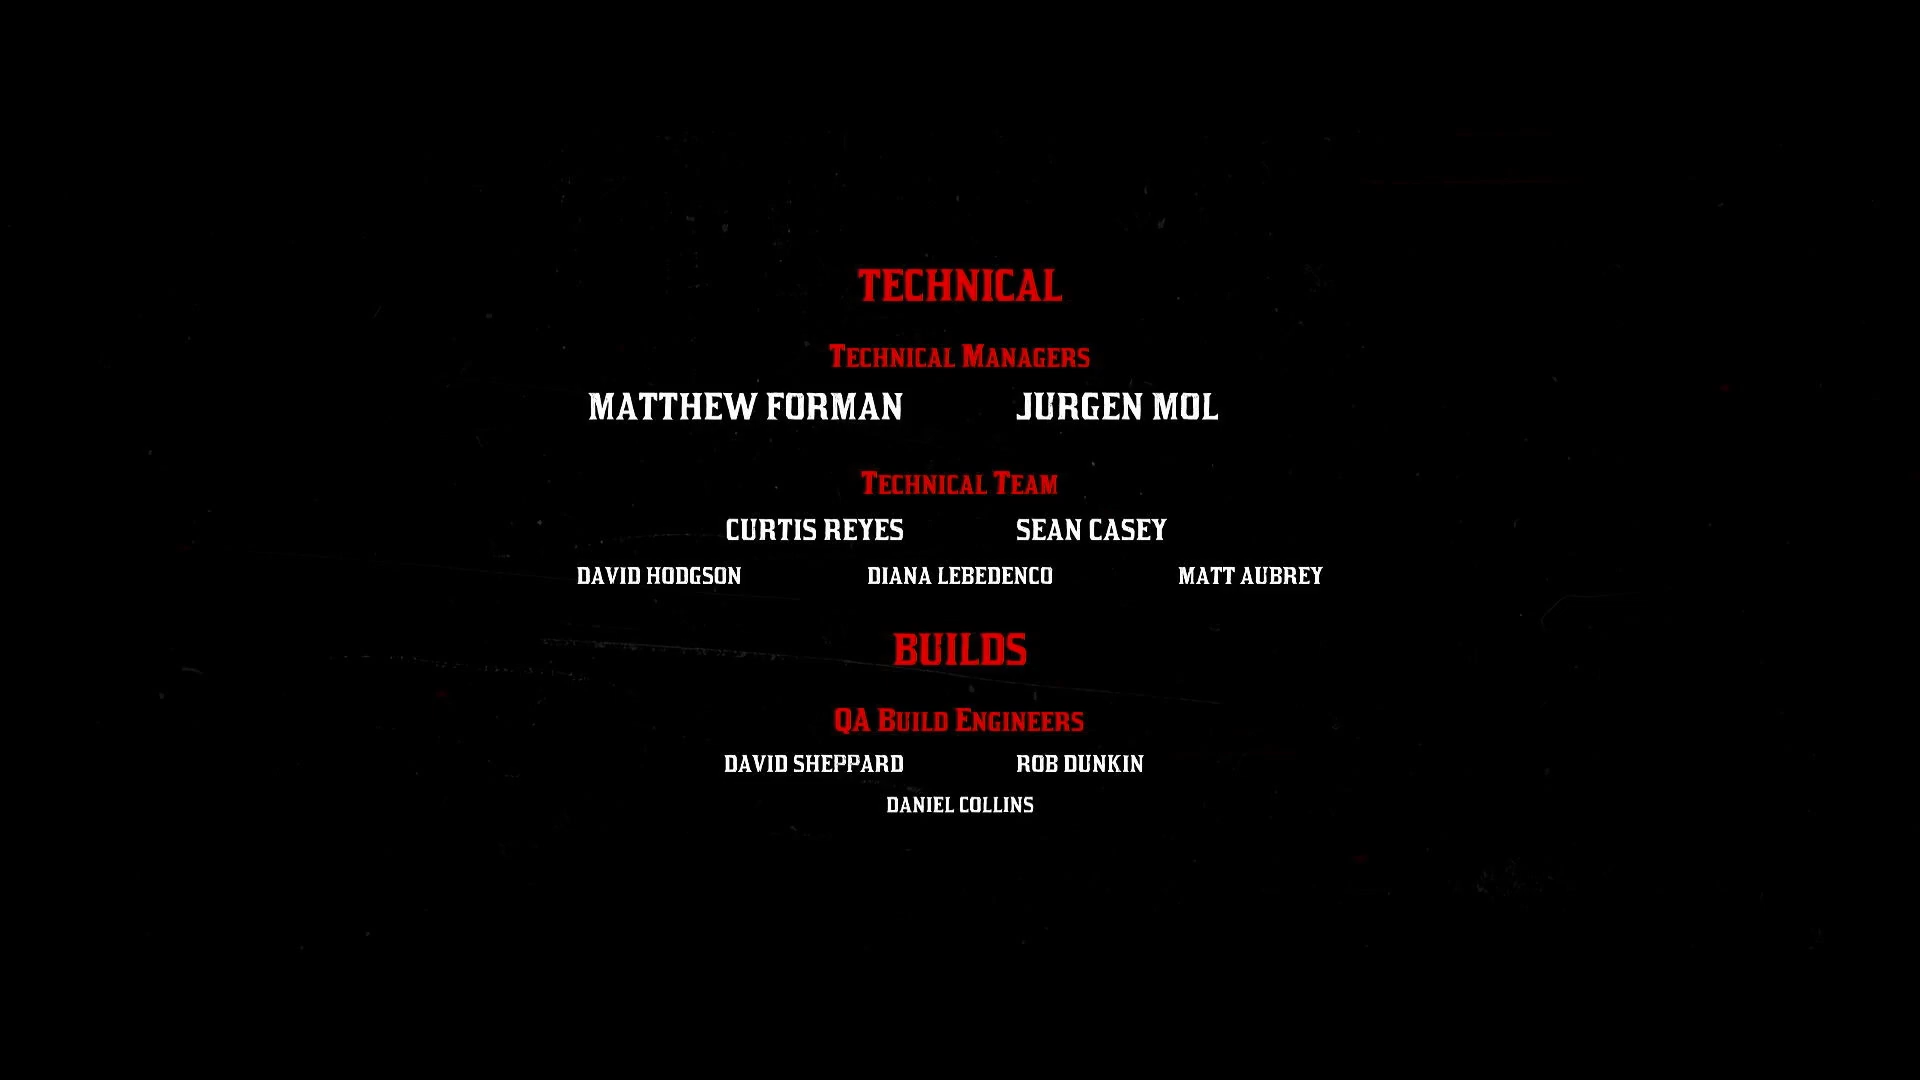 TECHNICAL
TECHNICAL MANAGERS
MATTHEW FORMAN JURGEN MOL
TECHNICAL TEAM
CURTIS REYES SEAN CASEY
DAVID HODGSON DIANA LEBEDENCO MATT AUBREY
BUILDS
QA BUILD ENGINEERS
DAVID SHEPPARD ROB DUNKIN
DANIEL COLLINS